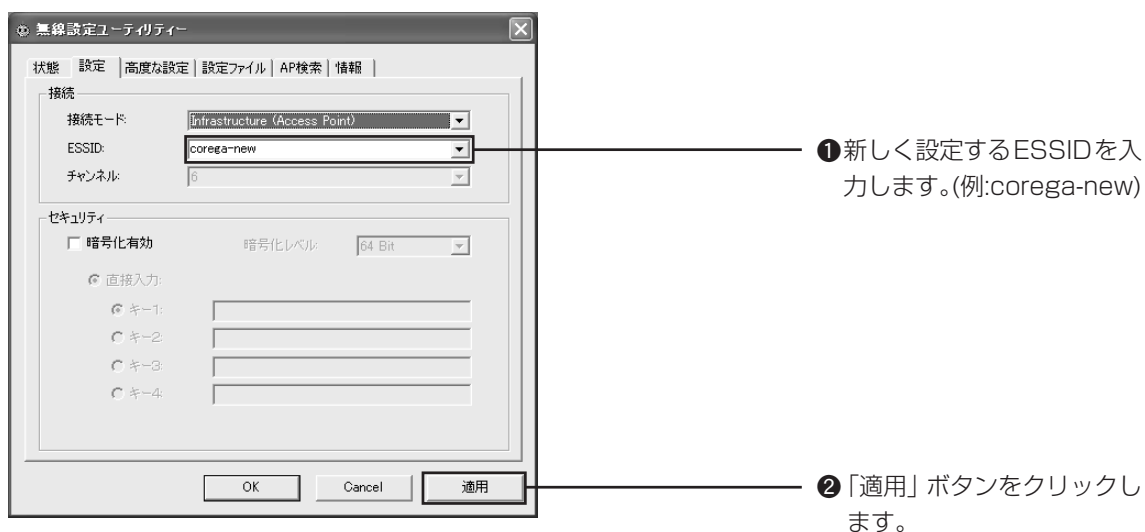 無線設定ユーティリティー
状態 設定 高度な設定 設定ファイル AP検索 情報
接続
接続モード: Infrastructure (Access Point)
ESSID: corega-new
チャンネル: 6
セキュリティ
暗号化有効 暗号化レベル: 64 Bit
直接入力:
キー1:
キー2:
キー3:
キー4:
OK Cancel 適用
❶新しく設定するESSIDを入
力します。(例:corega-new)
❷「適用」ボタンをクリックし
ます。